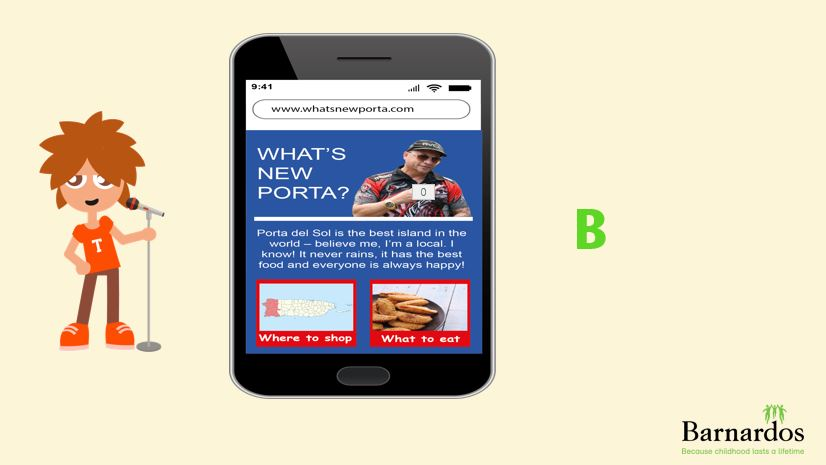 9:41
www.whatsnewporta.com
WHAT'S
NEW
PORTA?
0
Porta del Sol is the best island in the
world – believe me, I'm a local. I
know! It never rains, it has the best
food and everyone is always happy!
Where to shop
What to eat
T
B
Barnardos
Because childhood lasts a lifetime